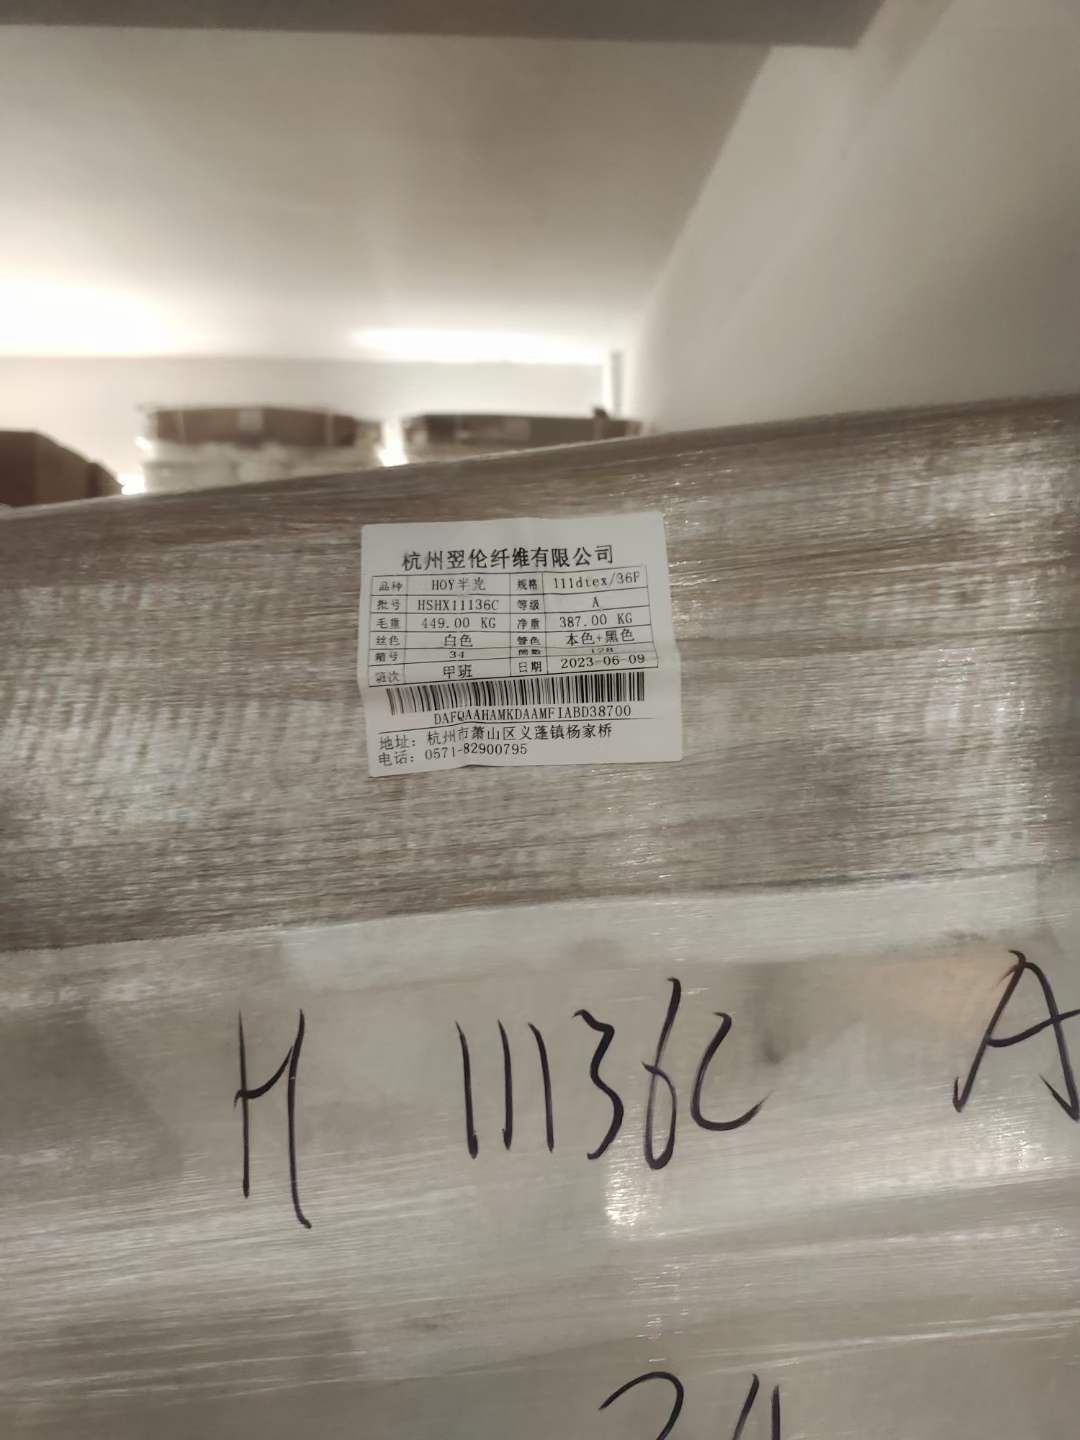 杭州翌伦纤维有限公司
品种 HOY半光 规格 111dtex/36F
批号 HSHX11136C 等级 A
毛重 449.00 KG 净重 387.00 KG
丝色 白色 管色 本色+黑色
箱号 34 筒数 128
班次 甲班 日期 2023-06-09
DAFQAAHAMKDAAMFIABD38700
地址: 杭州市萧山区义蓬镇杨家桥
电话: 0571-82900795
H 11136C A